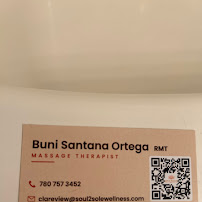 Buni Santana Ortega RMT
MASSAGE THERAPIST
780 757 3452
clareview@soul2solewellness.com